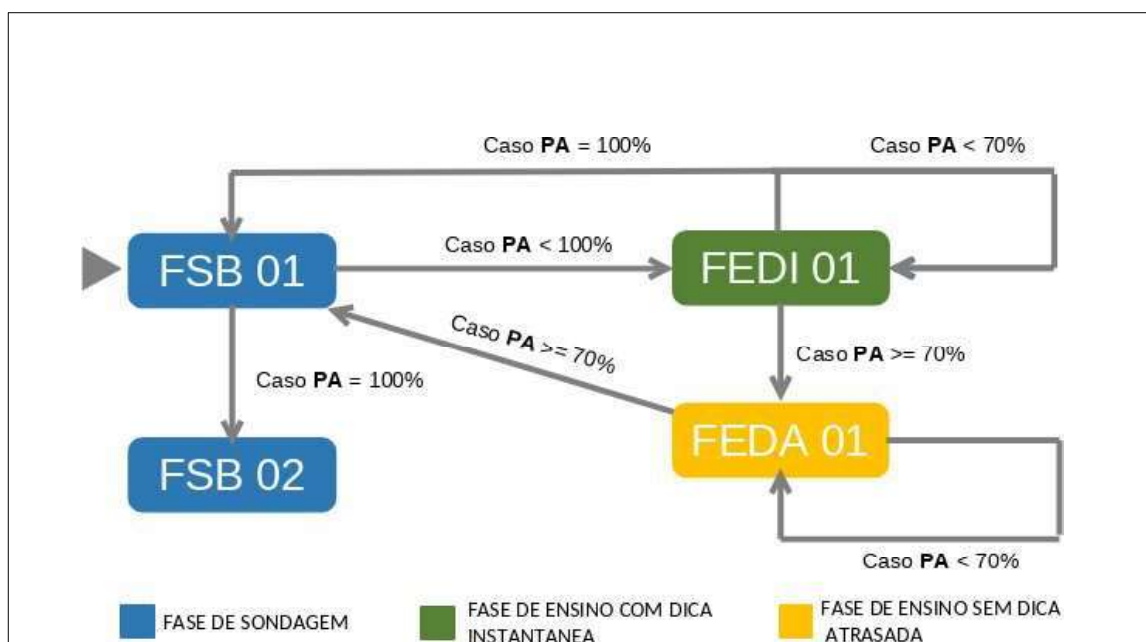 Caso PA = 100%
Caso PA < 70%
Caso PA < 100%
FSB 01
FEDI 01
Caso PA >= 70%
Caso PA >= 70%
Caso PA = 100%
FEDA 01
FSB 02
Caso PA < 70%
FASE DE SONDAGEM
FASE DE ENSINO COM DICA
INSTANTANEA
FASE DE ENSINO SEM DICA
ATRASADA